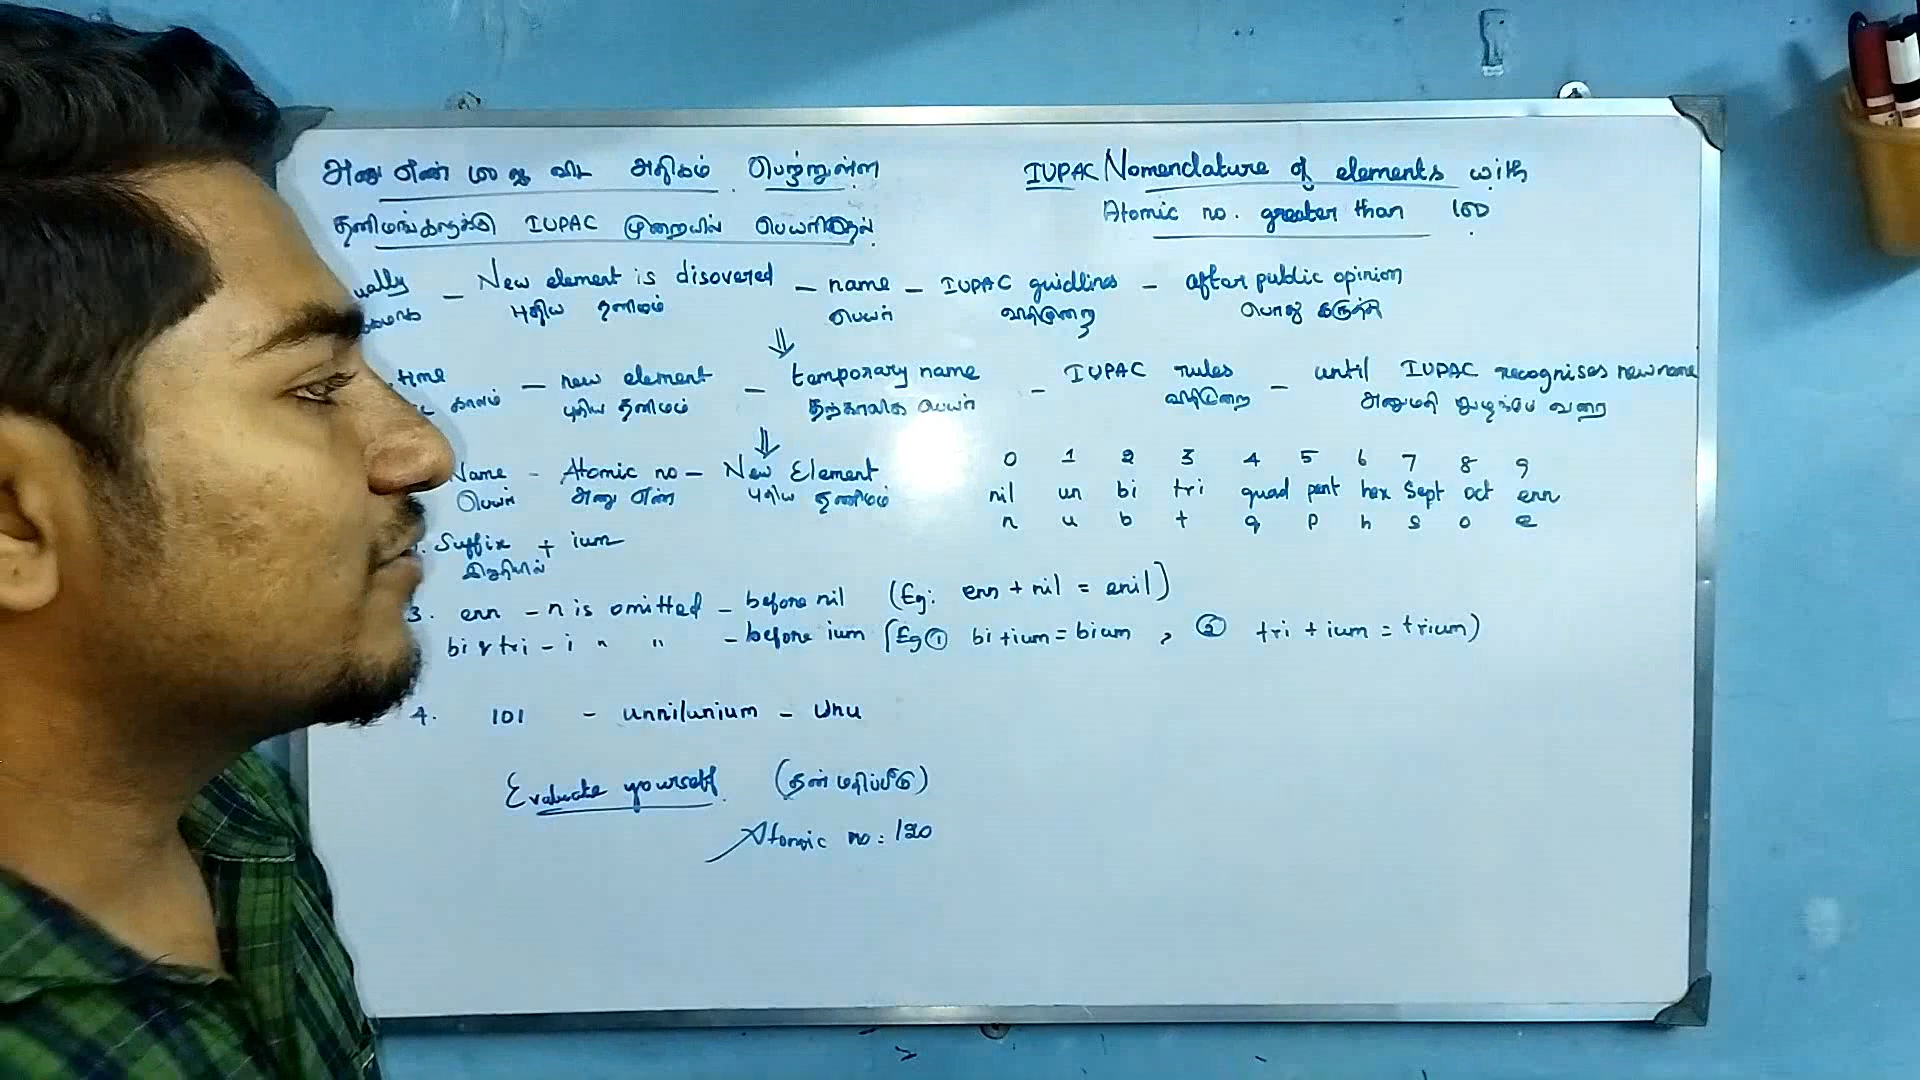 அணு எண் 100 ஐ விட அதிகம் பெற்றுள்ள
தனிமங்களுக்கு IUPAC முறையில் பெயரிடுதல்
IUPAC Nomenclature of elements with
Atomic no. greater than 100
ually – New element is disovered – name – IUPAC guidlines – after public opinion
புதிய தனிமம் பெயர் வழிமுறை பொது கருத்து
⇓
time – new element – temporary name – IUPAC rules – until IUPAC recognises new name
காலம் புதிய தனிமம் தற்காலிக பெயர் வழிமுறை அனுமதி வரை
⇓
Name – Atomic no – New Element
பெயர் அணு எண் புதிய தனிமம்
0 1 2 3 4 5 6 7 8 9
nil un bi tri quad pent hex Sept oct enn
n u b t q p h s o e
. Suffix + ium
இறுதியில்
3. enn – n is omitted – before nil (Eg: enn + nil = enil)
bi & tri – i " " – before ium (Eg ① bi + ium = bium , ② tri + ium = trium)
4. 101 – unnilunium – Unu
Evaluate yourself (தன் மதிப்பீடு)
Atomic no: 120